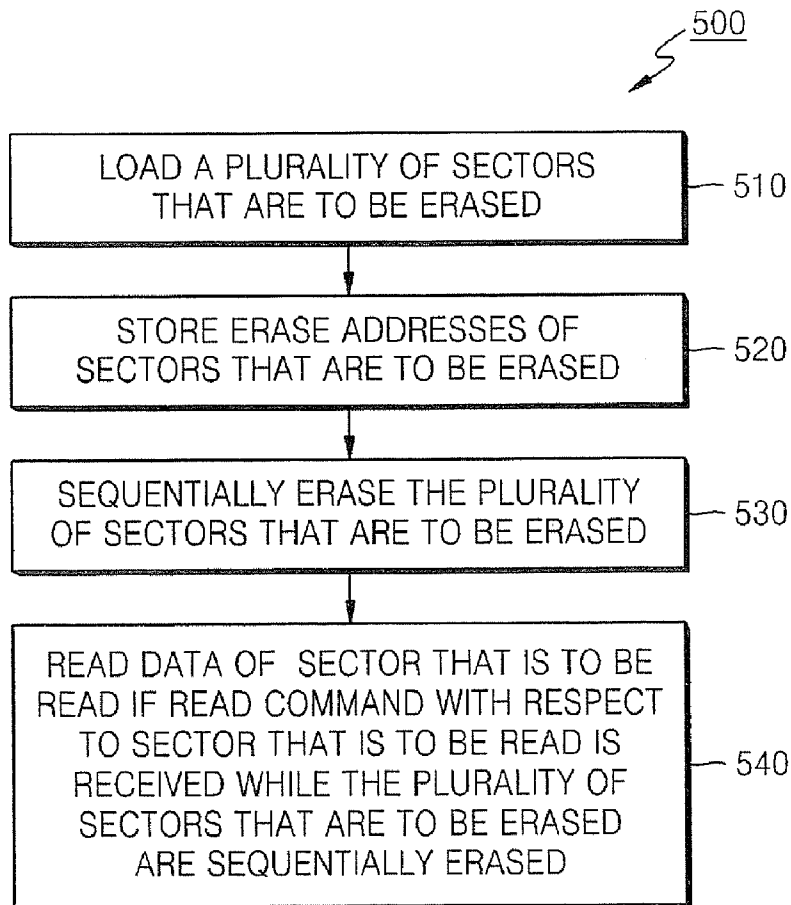 500
LOAD A PLURALITY OF SECTORS
THAT ARE TO BE ERASED
510
STORE ERASE ADDRESSES OF
SECTORS THAT ARE TO BE ERASED
520
SEQUENTIALLY ERASE THE PLURALITY
OF SECTORS THAT ARE TO BE ERASED
530
READ DATA OF SECTOR THAT IS TO BE
READ IF READ COMMAND WITH RESPECT
TO SECTOR THAT IS TO BE READ IS
RECEIVED WHILE THE PLURALITY OF
SECTORS THAT ARE TO BE ERASED
ARE SEQUENTIALLY ERASED
540